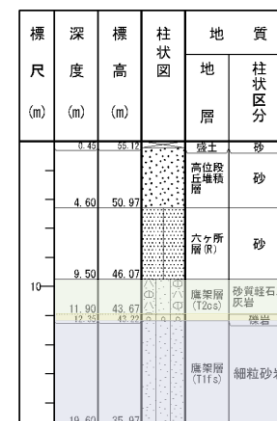 標尺(m) 深度(m) 標高(m) 柱状図 地質
地層 柱状区分
0.45 55.12 盛土 砂
高位段丘堆積層 砂
4.60 50.97
六ヶ所層(R) 砂
9.50 46.07
10
鷹架層(T2cs) 砂質軽石凝灰岩
11.90 43.67
12.35 43.22 礫岩
鷹架層(T1fs) 細粒砂岩
19.60 35.97